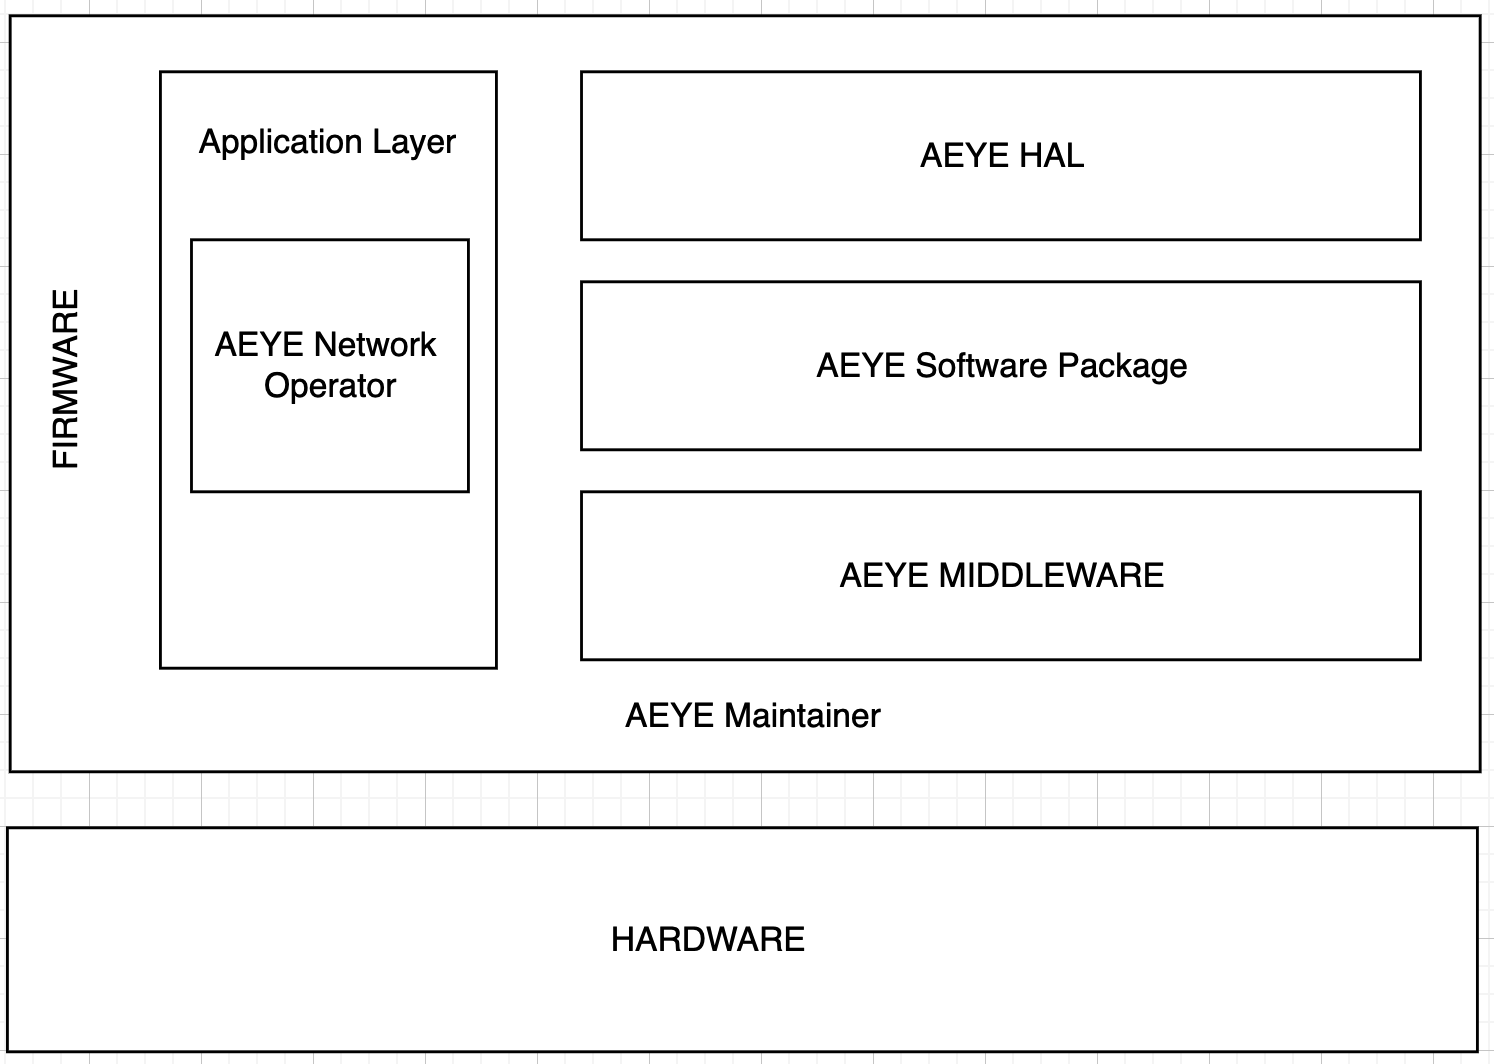 FIRMWARE
Application Layer
AEYE Network
Operator
AEYE HAL
AEYE Software Package
AEYE MIDDLEWARE
AEYE Maintainer
HARDWARE